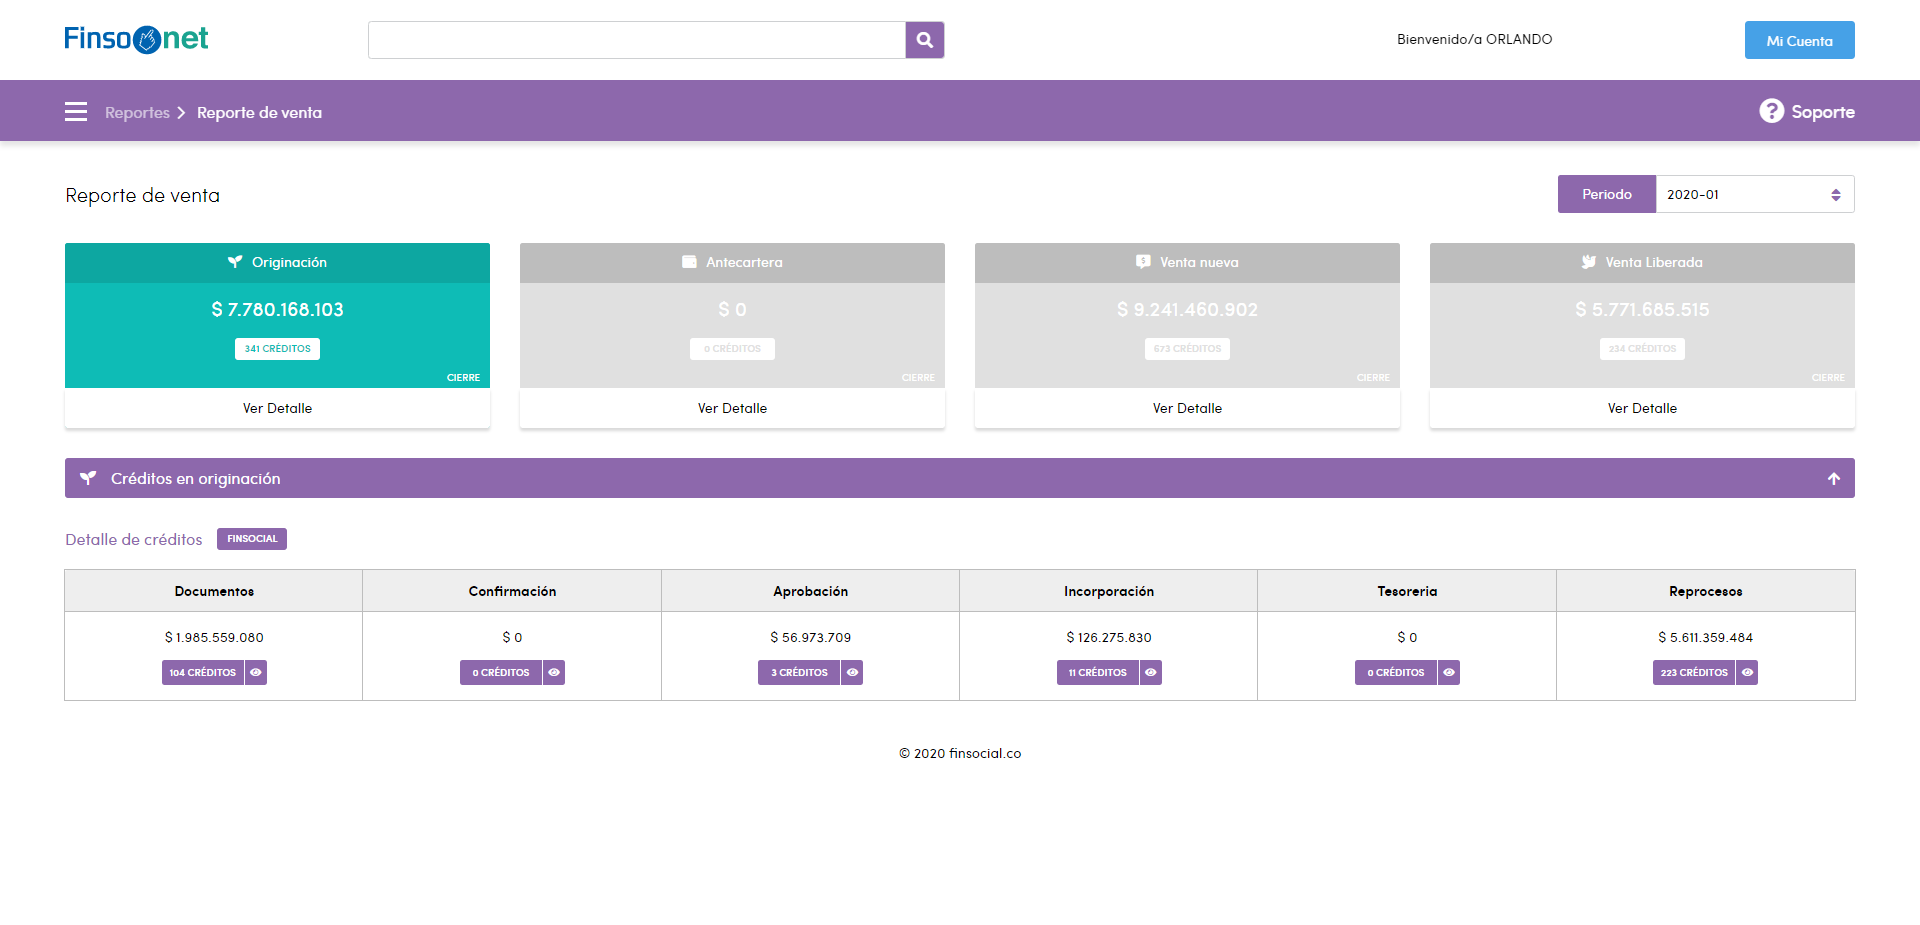 Finsonet
Bienvenido/a ORLANDO
Mi Cuenta
Reportes
Reporte de venta
Soporte
Reporte de venta
Periodo
2020-01
Originación
$ 7.780.168.103
341 CRÉDITOS
CIERRE
Ver Detalle
Antecartera
$ 0
0 CRÉDITOS
CIERRE
Ver Detalle
Venta nueva
$ 9.241.460.902
673 CRÉDITOS
CIERRE
Ver Detalle
Venta Liberada
$ 5.771.685.515
234 CRÉDITOS
CIERRE
Ver Detalle
Créditos en originación
Detalle de créditos FINSOCIAL
Documentos Confirmación Aprobación Incorporación Tesoreria Reprocesos
$ 1.985.559.080 $ 0 $ 56.973.709 $ 126.275.830 $ 0 $ 5.611.359.484
104 CRÉDITOS 0 CRÉDITOS 3 CRÉDITOS 11 CRÉDITOS 0 CRÉDITOS 223 CRÉDITOS
© 2020 finsocial.co